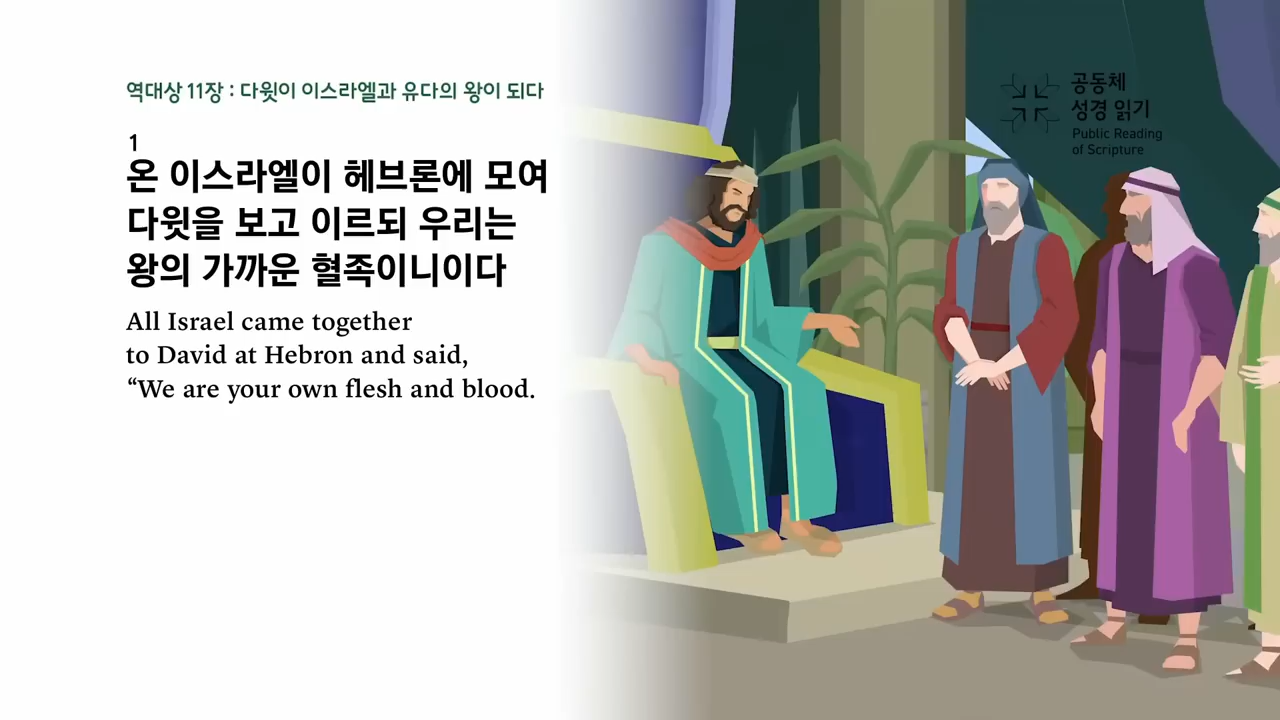 역대상 11장 : 다윗이 이스라엘과 유다의 왕이 되다
1
온 이스라엘이 헤브론에 모여
다윗을 보고 이르되 우리는
왕의 가까운 혈족이니이다
All Israel came together
to David at Hebron and said,
“We are your own flesh and blood.
공동체
성경 읽기
Public Reading
of Scripture